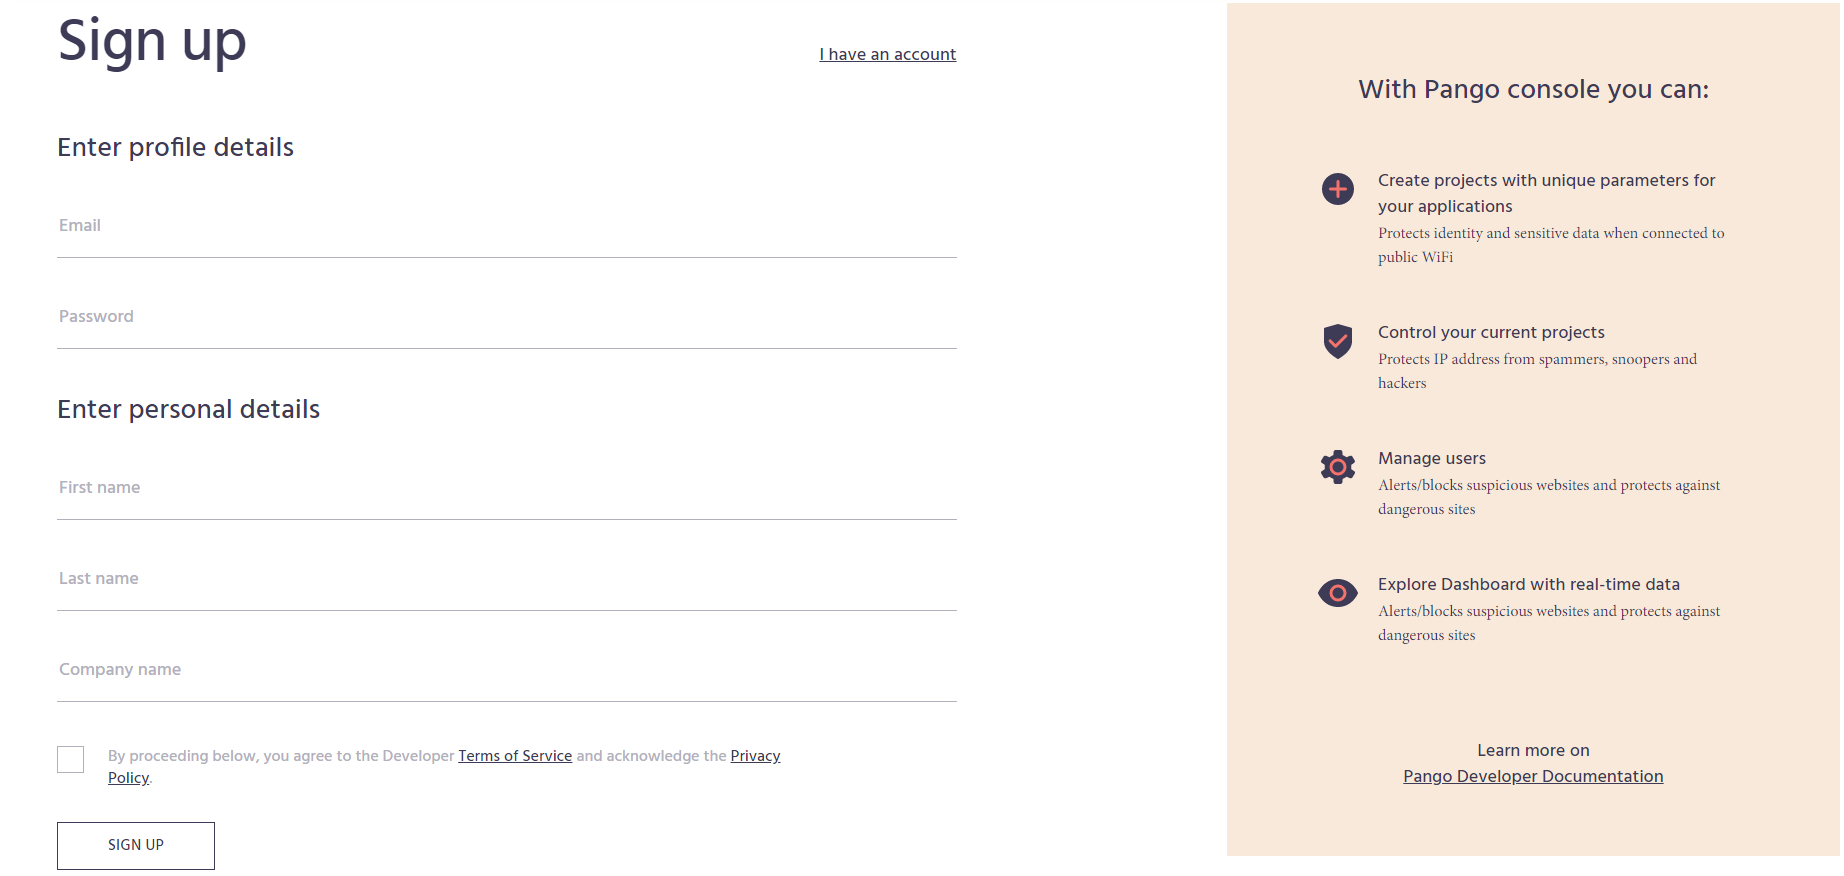 Sign up
I have an account
Enter profile details
Email
Password
Enter personal details
First name
Last name
Company name
By proceeding below, you agree to the Developer Terms of Service and acknowledge the Privacy
Policy.
SIGN UP
With Pango console you can:
Create projects with unique parameters for
your applications
Protects identity and sensitive data when connected to
public WiFi
Control your current projects
Protects IP address from spammers, snoopers and
hackers
Manage users
Alerts/blocks suspicious websites and protects against
dangerous sites
Explore Dashboard with real-time data
Alerts/blocks suspicious websites and protects against
dangerous sites
Learn more on
Pango Developer Documentation